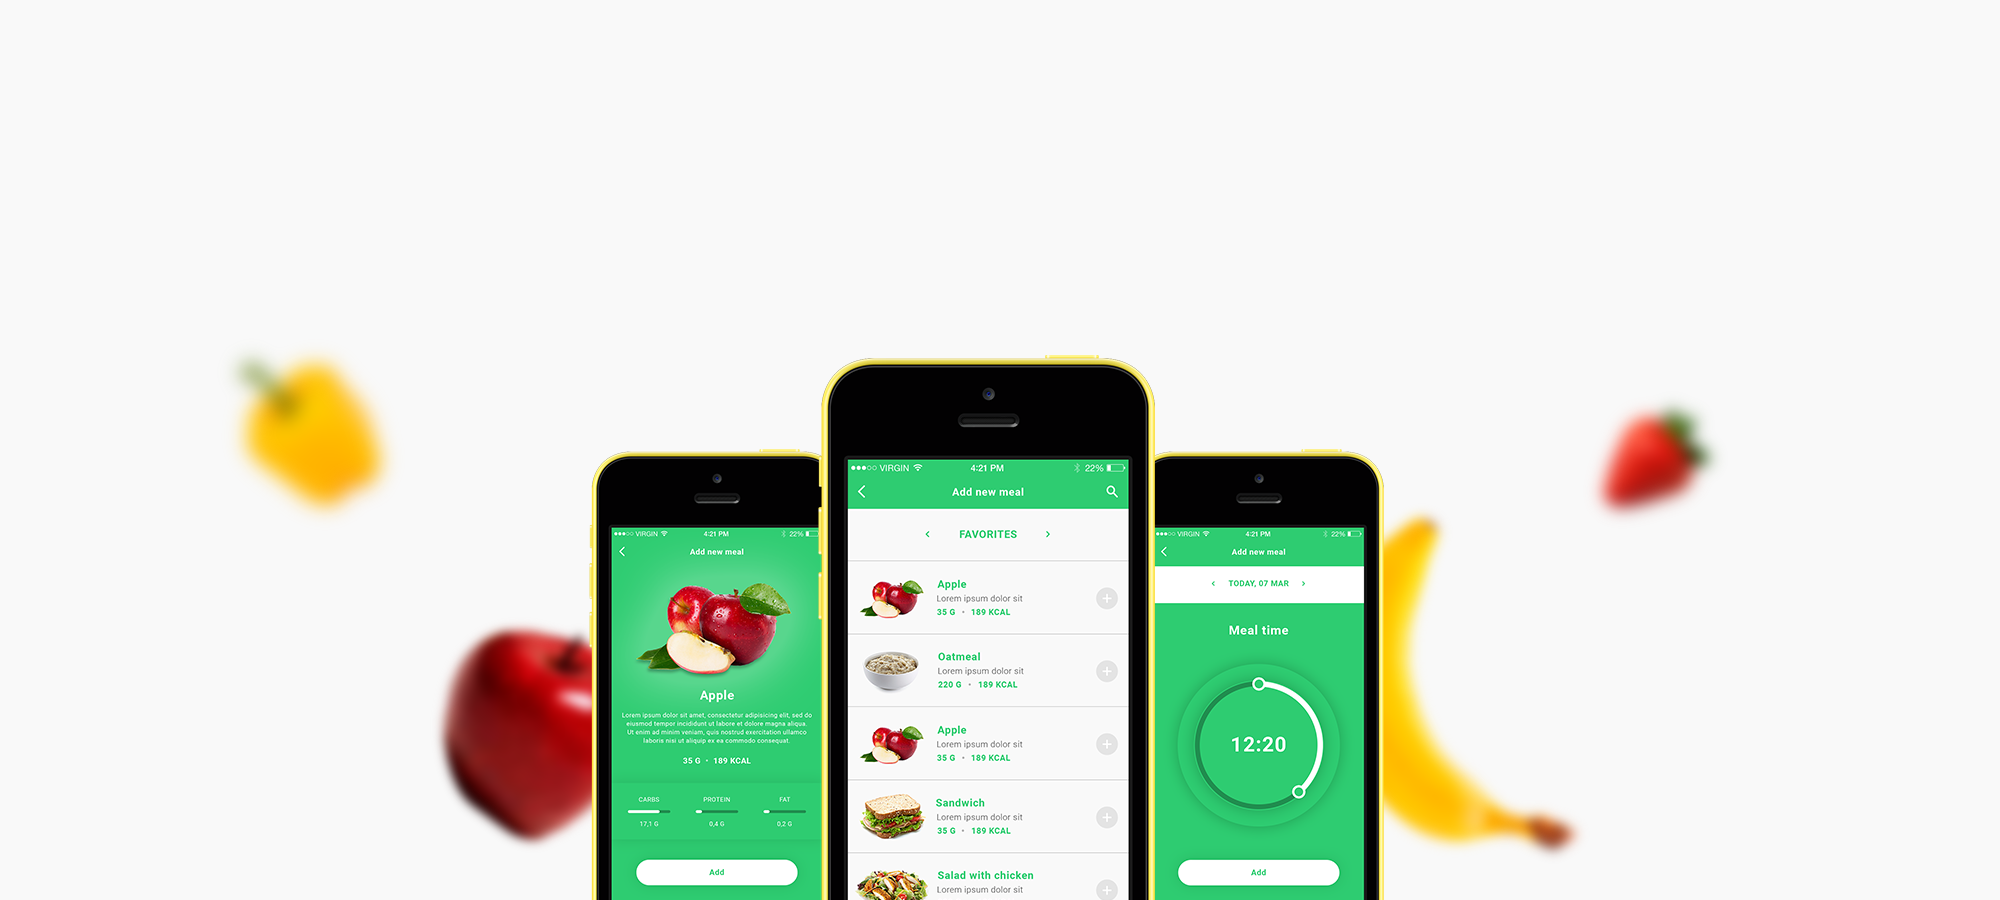 VIRGIN
4:21 PM
22%
Add new meal
Apple
Lorem ipsum dolor sit amet, consectetur adipisicing elit, sed do
eiusmod tempor incididunt ut labore et dolore magna aliqua.
Ut enim ad minim veniam, quis nostrud exercitation ullamco
laboris nisi ut aliquip ex ea commodo consequat.
35 G • 189 KCAL
CARBS
PROTEIN
FAT
17,1 G
0,4 G
0,2 G
Add
VIRGIN
4:21 PM
22%
Add new meal
FAVORITES
Apple
Lorem ipsum dolor sit
35 G • 189 KCAL
Oatmeal
Lorem ipsum dolor sit
220 G • 189 KCAL
Apple
Lorem ipsum dolor sit
35 G • 189 KCAL
Sandwich
Lorem ipsum dolor sit
35 G • 189 KCAL
Salad with chicken
Lorem ipsum dolor sit
VIRGIN
4:21 PM
22%
Add new meal
TODAY, 07 MAR
Meal time
12:20
Add